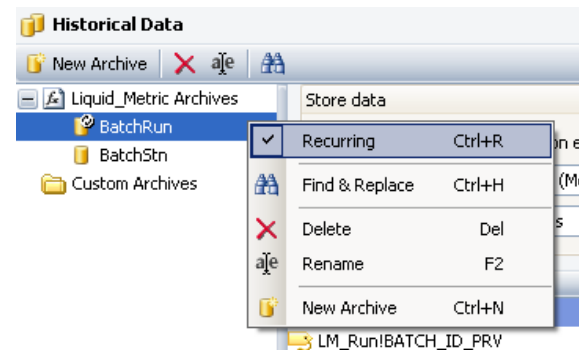 Historical Data
New Archive
Liquid_Metric Archives
Store data
BatchRun
BatchStn
Custom Archives
Recurring Ctrl+R
Find & Replace Ctrl+H
(M
Delete Del
s
Rename F2
New Archive Ctrl+N
LM_Run!BATCH_ID_PRV